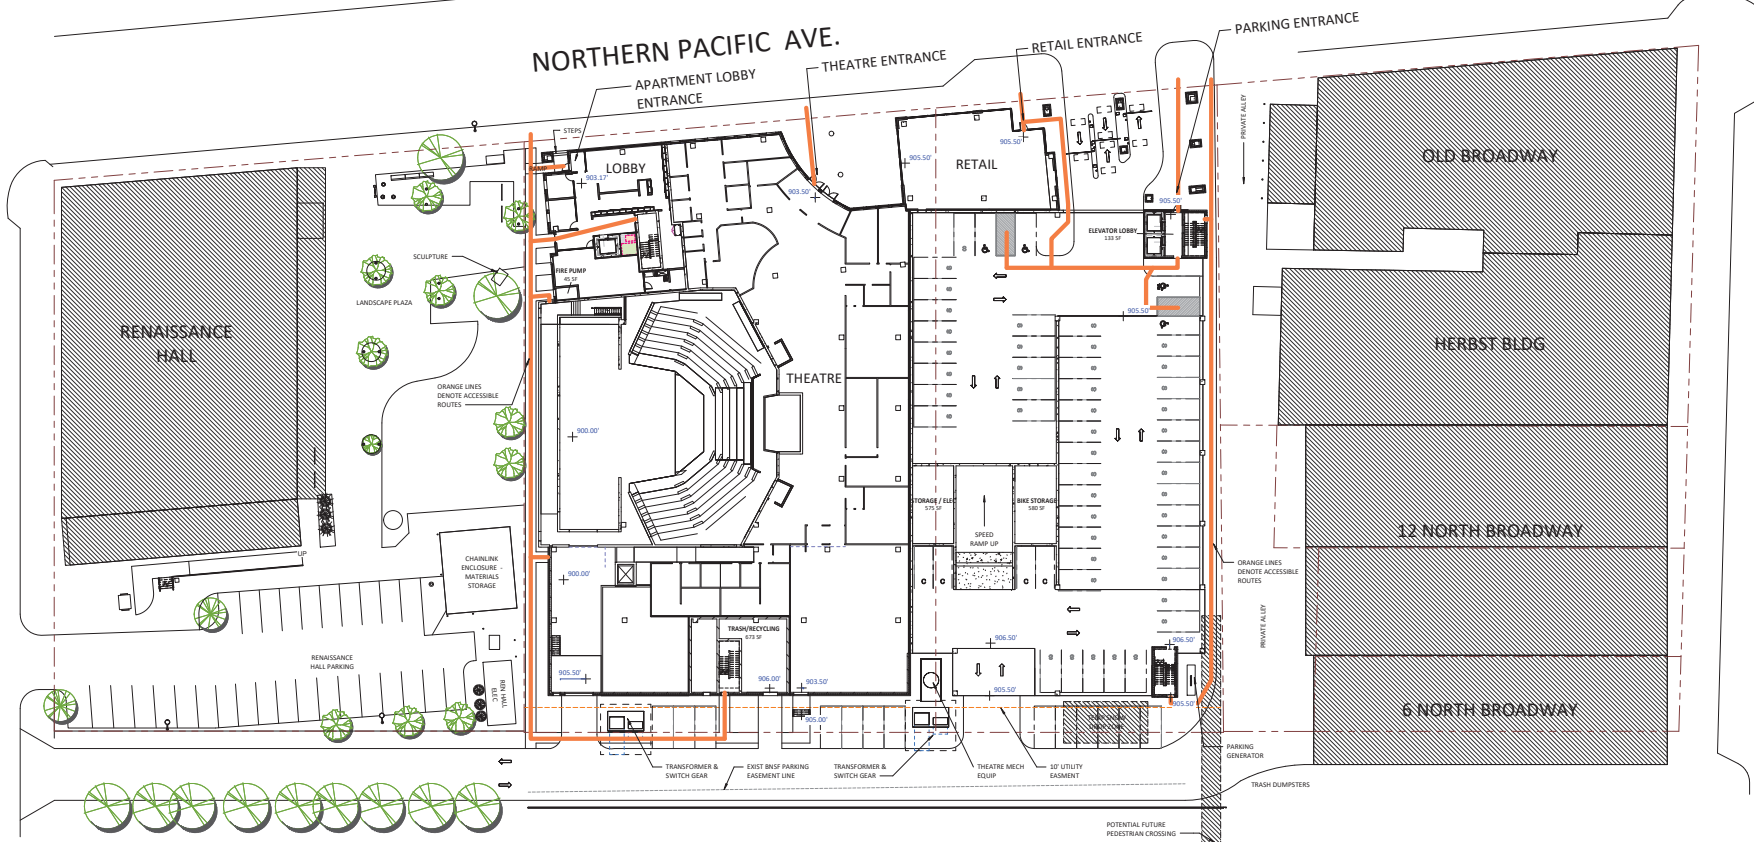 NORTHERN PACIFIC AVE.
PARKING ENTRANCE
RETAIL ENTRANCE
THEATRE ENTRANCE
APARTMENT LOBBY
ENTRANCE
STEPS
RAMP
LOBBY
903.17'
903.50'
905.50'
905.50'
RETAIL
905.50'
PRIVATE ALLEY
OLD BROADWAY
ELEVATOR LOBBY
133 SF
SCULPTURE
FIRE PUMP
45 SF
LANDSCAPE PLAZA
RENAISSANCE
HALL
905.50'
HERBST BLDG
THEATRE
ORANGE LINES
DENOTE ACCESSIBLE
ROUTES
900.00'
STORAGE / ELEC
575 SF
BIKE STORAGE
580 SF
SPEED
RAMP UP
12 NORTH BROADWAY
UP
CHAINLINK
ENCLOSURE -
MATERIALS
STORAGE
900.00'
ORANGE LINES
DENOTE ACCESSIBLE
ROUTES
PRIVATE ALLEY
TRASH/RECYCLING
673 SF
906.50'
906.50'
RENAISSANCE
HALL PARKING
REN HALL
ELEC
905.50'
906.00'
903.50'
905.50'
905.50'
905.00'
6 NORTH BROADWAY
TRANSFORMER &
SWITCH GEAR
EXIST BNSF PARKING
EASEMENT LINE
TRANSFORMER &
SWITCH GEAR
THEATRE MECH
EQUIP
10' UTILITY
EASMENT
PARKING
GENERATOR
TRASH DUMPSTERS
POTENTIAL FUTURE
PEDESTRIAN CROSSING